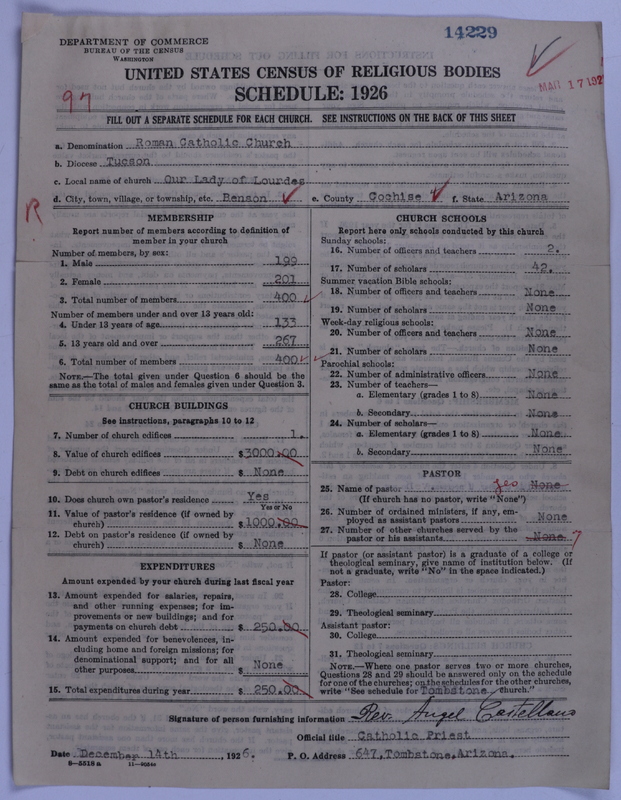 14229
DEPARTMENT OF COMMERCE
BUREAU OF THE CENSUS
WASHINGTON
MAR 17 192
UNITED STATES CENSUS OF RELIGIOUS BODIES
97
SCHEDULE: 1926
FILL OUT A SEPARATE SCHEDULE FOR EACH CHURCH. SEE INSTRUCTIONS ON THE BACK OF THIS SHEET
a. Denomination Roman Catholic Church
b. Diocese Tucson
c. Local name of church Our Lady of Lourdes
d. City, town, village, or township, etc. Benson e. County Cochise f. State Arizona
R
MEMBERSHIP
Report number of members according to definition of
member in your church
Number of members, by sex:
1. Male 199
2. Female 201
3. Total number of members 400
Number of members under and over 13 years old:
4. Under 13 years of age 133
5. 13 years old and over 267
6. Total number of members 400
NOTE.—The total given under Question 6 should be the
same as the total of males and females given under Question 3.
CHURCH BUILDINGS
See instructions, paragraphs 10 to 12
7. Number of church edifices 1.
8. Value of church edifices $3000.00
9. Debt on church edifices $ None
10. Does church own pastor's residence Yes
Yes or No
11. Value of pastor's residence (if owned by
church) $1000.00
12. Debt on pastor's residence (if owned by
church) $ None
EXPENDITURES
Amount expended by your church during last fiscal year
13. Amount expended for salaries, repairs,
and other running expenses; for im-
provements or new buildings; and for
payments on church debt $ 250.00
14. Amount expended for benevolences, in-
cluding home and foreign missions; for
denominational support; and for all
other purposes $ None
15. Total expenditures during year $ 250.00
CHURCH SCHOOLS
Report here only schools conducted by this church
Sunday schools:
16. Number of officers and teachers 2.
17. Number of scholars 42.
Summer vacation Bible schools:
18. Number of officers and teachers None
19. Number of scholars None
Week-day religious schools:
20. Number of officers and teachers None
21. Number of scholars None
Parochial schools:
22. Number of administrative officers None
23. Number of teachers—
a. Elementary (grades 1 to 8) None
b. Secondary None
24. Number of scholars—
a. Elementary (grades 1 to 8) None
b. Secondary None
PASTOR
25. Name of pastor yes None
(If church has no pastor, write "None")
26. Number of ordained ministers, if any, em-
ployed as assistant pastors None
27. Number of other churches served by the
pastor or his assistants None 7
If pastor (or assistant pastor) is a graduate of a college or
theological seminary, give name of institution below. (If
not a graduate, write "No" in the space indicated.)
Pastor:
28. College
29. Theological seminary
Assistant pastor:
30. College
31. Theological seminary
NOTE.—Where one pastor serves two or more churches,
Questions 28 and 29 should be answered only on the schedule
for one of the churches; on the schedules for the other churches,
write "See schedule for Tombstone church."
Signature of person furnishing information Rev. Angel Castellano
Official title Catholic Priest
Date December 14th, 1926. P. O. Address 647, Tombstone, Arizona.
8—5518 a